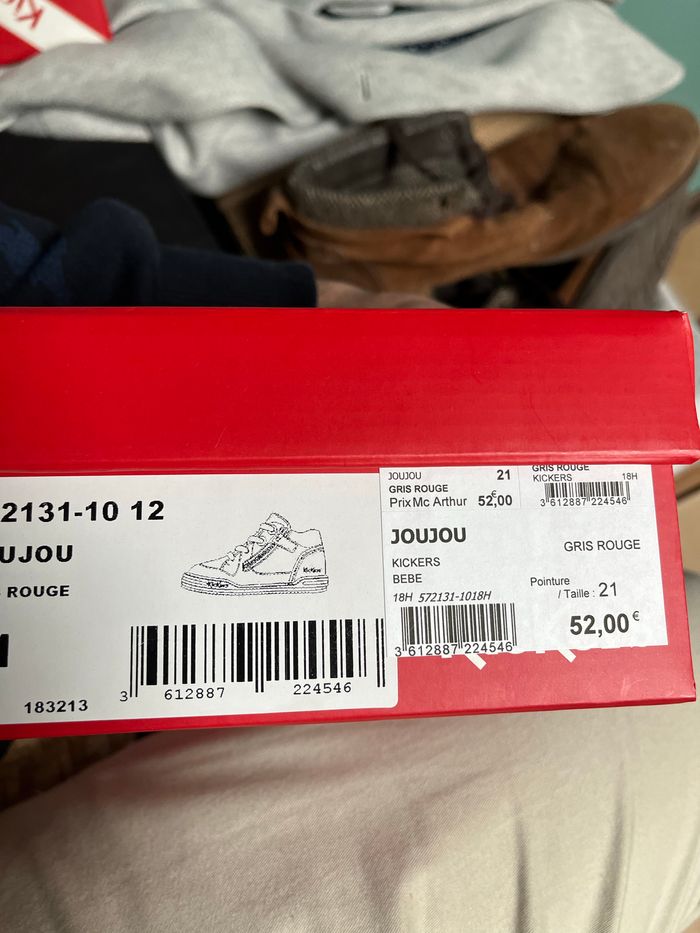 2131-10 12
UJOU
ROUGE
183213
3 612887 224546
KicKers
JOUJOU 21
GRIS ROUGE
Prix Mc Arthur 52,00€
GRIS ROUGE
KICKERS 18H
3 612887 224546
JOUJOU
GRIS ROUGE
KICKERS
BEBE
Pointure
/ Taille : 21
18H 572131-1018H
52,00€
3 612887 224546